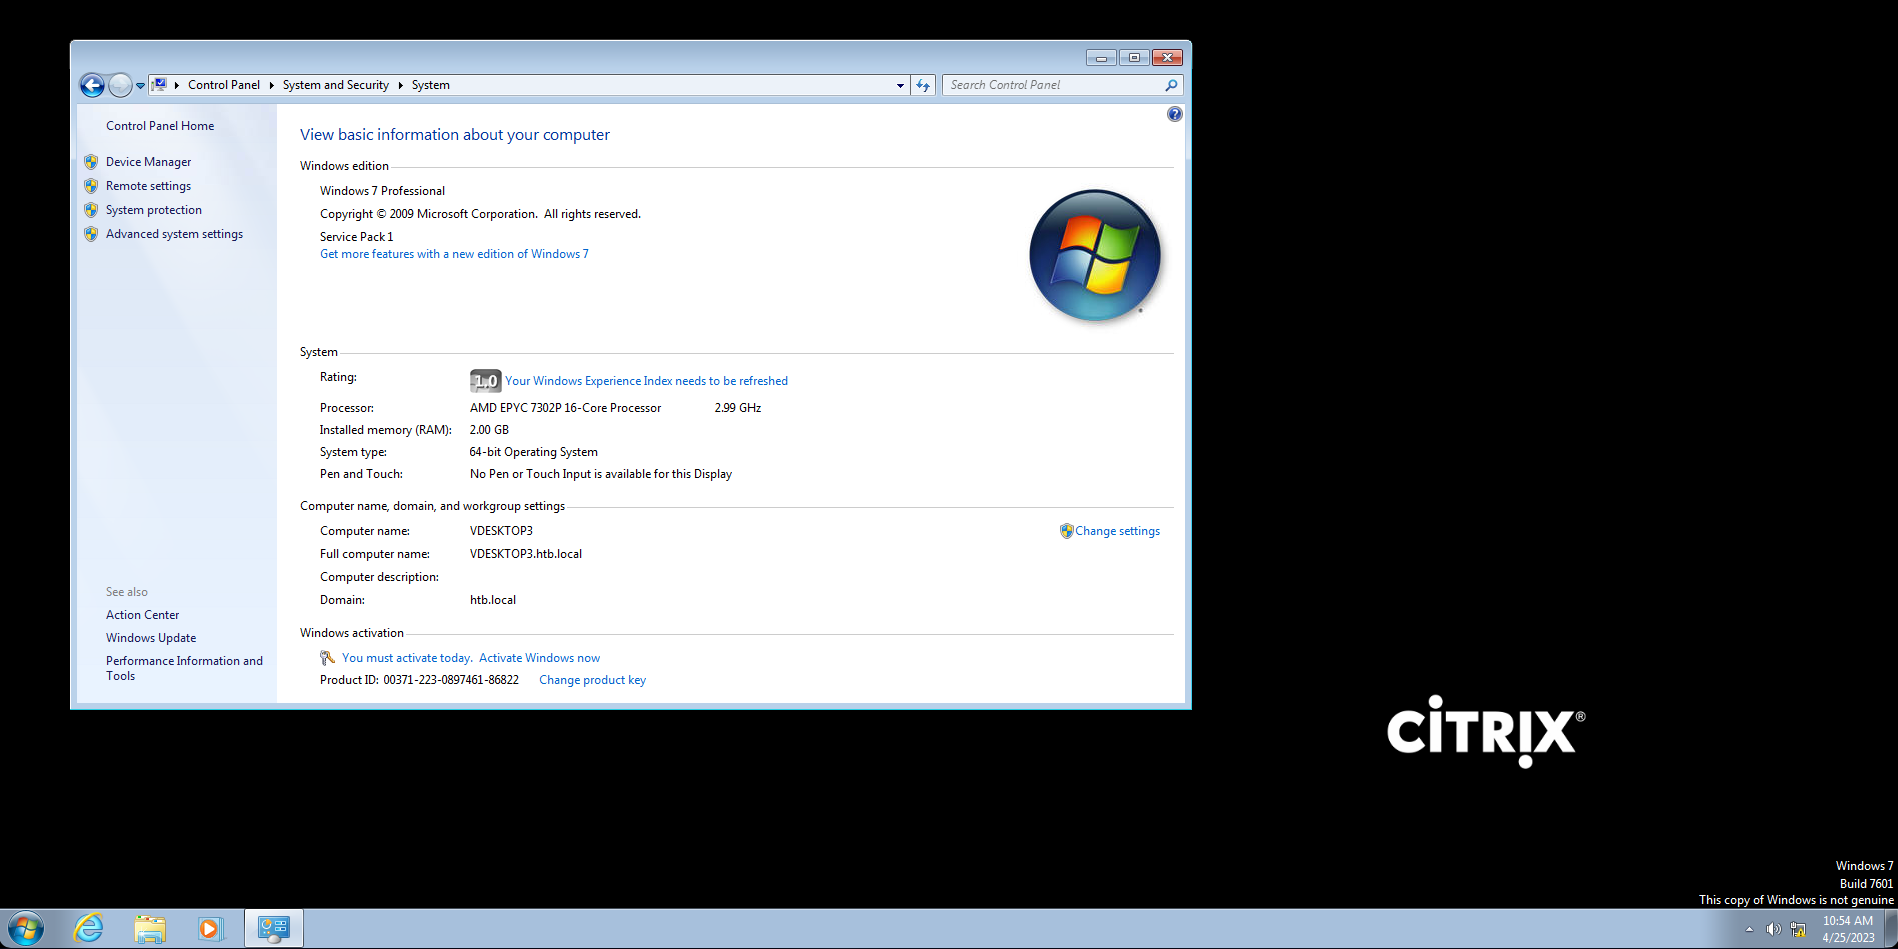 Control Panel
System and Security
System
Search Control Panel
Control Panel Home
Device Manager
Remote settings
System protection
Advanced system settings
See also
Action Center
Windows Update
Performance Information and
Tools
View basic information about your computer
Windows edition
Windows 7 Professional
Copyright © 2009 Microsoft Corporation.  All rights reserved.
Service Pack 1
Get more features with a new edition of Windows 7
System
Rating: 1.0 Your Windows Experience Index needs to be refreshed
Processor: AMD EPYC 7302P 16-Core Processor 2.99 GHz
Installed memory (RAM): 2.00 GB
System type: 64-bit Operating System
Pen and Touch: No Pen or Touch Input is available for this Display
Computer name, domain, and workgroup settings
Computer name: VDESKTOP3 Change settings
Full computer name: VDESKTOP3.htb.local
Computer description:
Domain: htb.local
Windows activation
You must activate today.  Activate Windows now
Product ID: 00371-223-0897461-86822 Change product key
CiTRIX®
Windows 7
Build 7601
This copy of Windows is not genuine
10:54 AM
4/25/2023